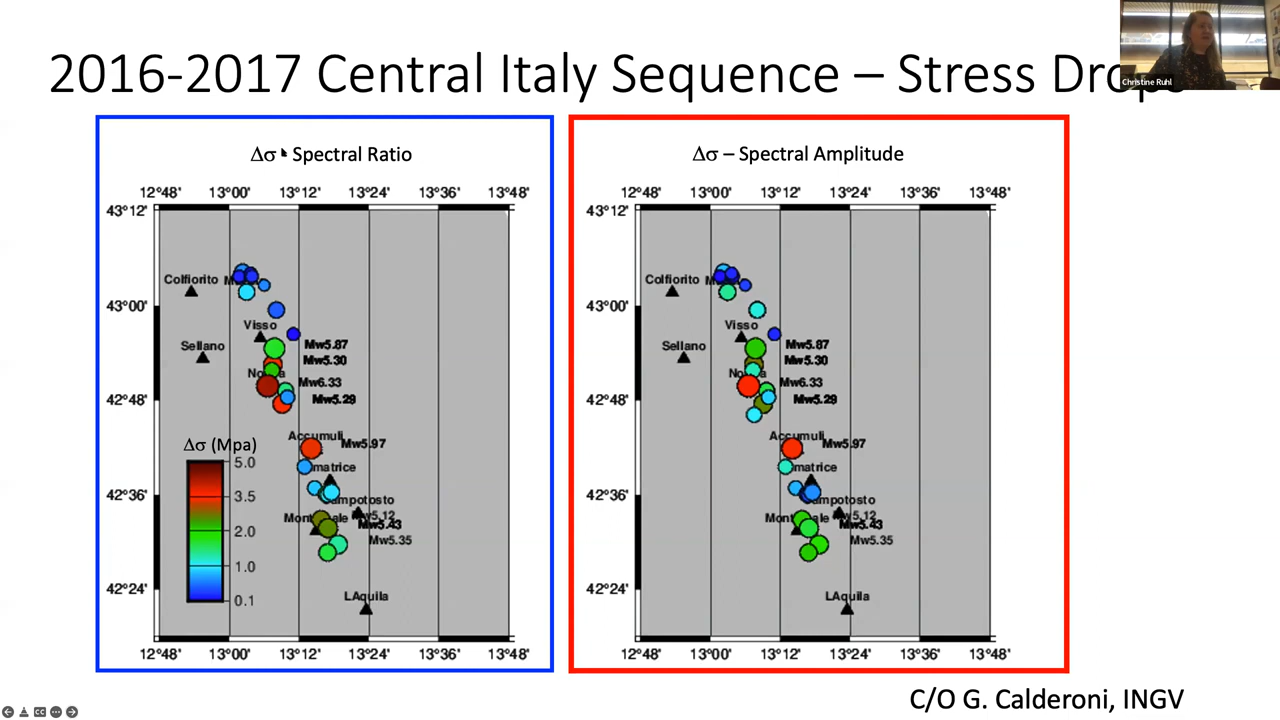 2016-2017 Central Italy Sequence – Stress Drops
Christine Ruhl
Δσ Spectral Ratio
12°48' 13°00' 13°12' 13°24' 13°36' 13°48'
43°12'
Colfiorito
43°00'
Visso
Sellano
Mw5.87
Mw5.30
Mw6.33
Mw5.29
42°48'
Accumuli
Mw5.97
Δσ (Mpa)
5.0
3.5
2.0
1.0
0.1
matrice
42°36'
ampotosto
Mw5.12
Mw5.43
Mw5.35
42°24'
LAquila
12°48' 13°00' 13°12' 13°24' 13°36' 13°48'
Δσ – Spectral Amplitude
12°48' 13°00' 13°12' 13°24' 13°36' 13°48'
43°12'
Colfiorito
43°00'
Visso
Sellano
Mw5.87
Mw5.30
Mw6.33
Mw5.29
42°48'
Accumuli
Mw5.97
matrice
42°36'
ampotosto
Mw5.12
Mw5.43
Mw5.35
42°24'
LAquila
12°48' 13°00' 13°12' 13°24' 13°36' 13°48'
C/O G. Calderoni, INGV